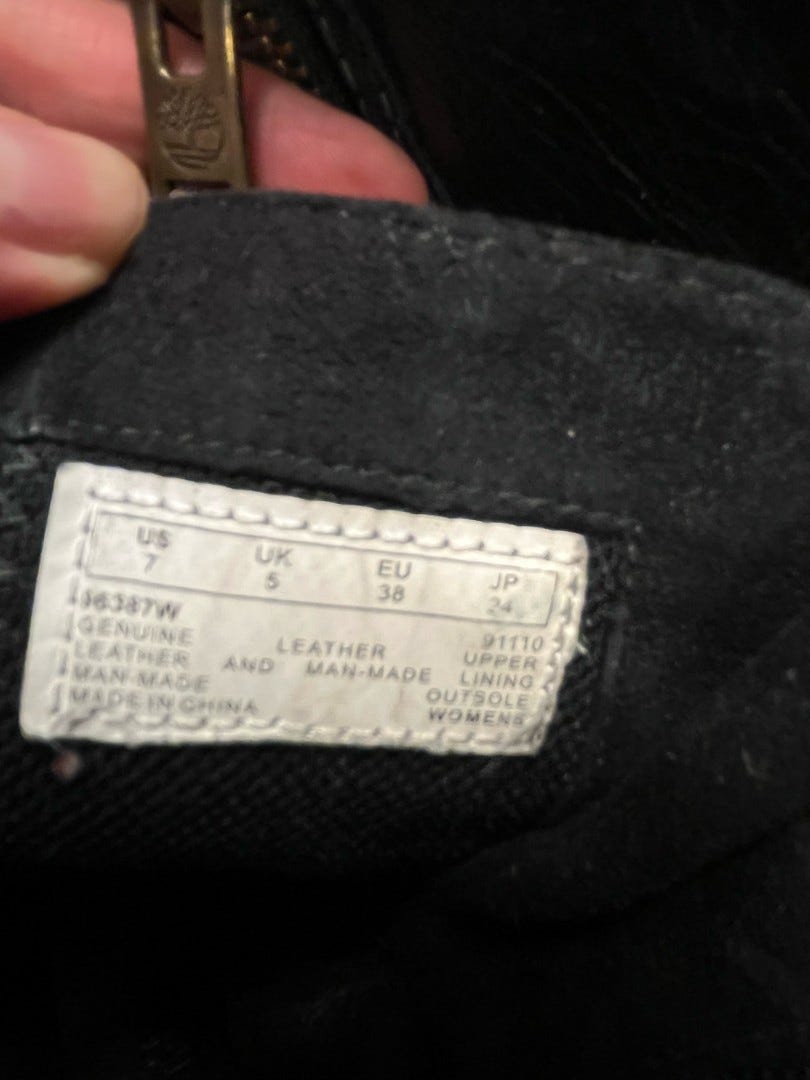 US UK EU JP
7 5 38 24
16387W 91110
GENUINE LEATHER UPPER
LEATHER AND MAN-MADE LINING
MAN-MADE OUTSOLE
MADE IN CHINA WOMENS